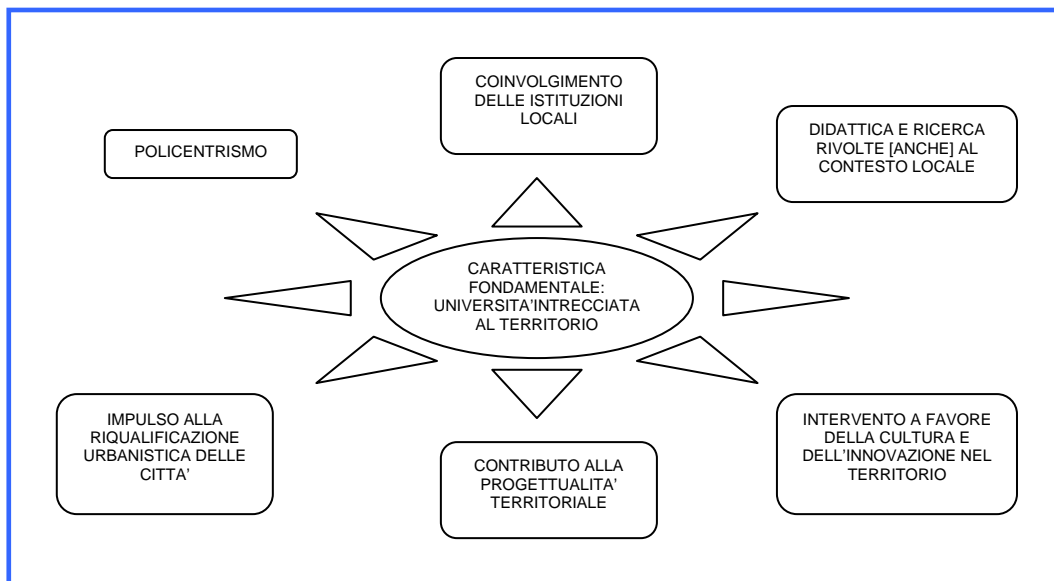 COINVOLGIMENTO
DELLE ISTITUZIONI
LOCALI
DIDATTICA E RICERCA
RIVOLTE [ANCHE] AL
CONTESTO LOCALE
POLICENTRISMO
CARATTERISTICA
FONDAMENTALE:
UNIVERSITA'INTRECCIATA
AL TERRITORIO
IMPULSO ALLA
RIQUALIFICAZIONE
URBANISTICA DELLE
CITTA'
CONTRIBUTO ALLA
PROGETTUALITA'
TERRITORIALE
INTERVENTO A FAVORE
DELLA CULTURA E
DELL'INNOVAZIONE NEL
TERRITORIO